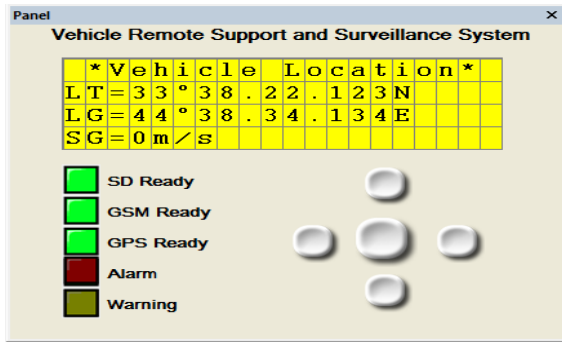 Panel
Vehicle Remote Support and Surveillance System
*Vehicle Location*
LT=33°38.22.123N
LG=44°38.34.134E
SG=0m/s
SD Ready
GSM Ready
GPS Ready
Alarm
Warning